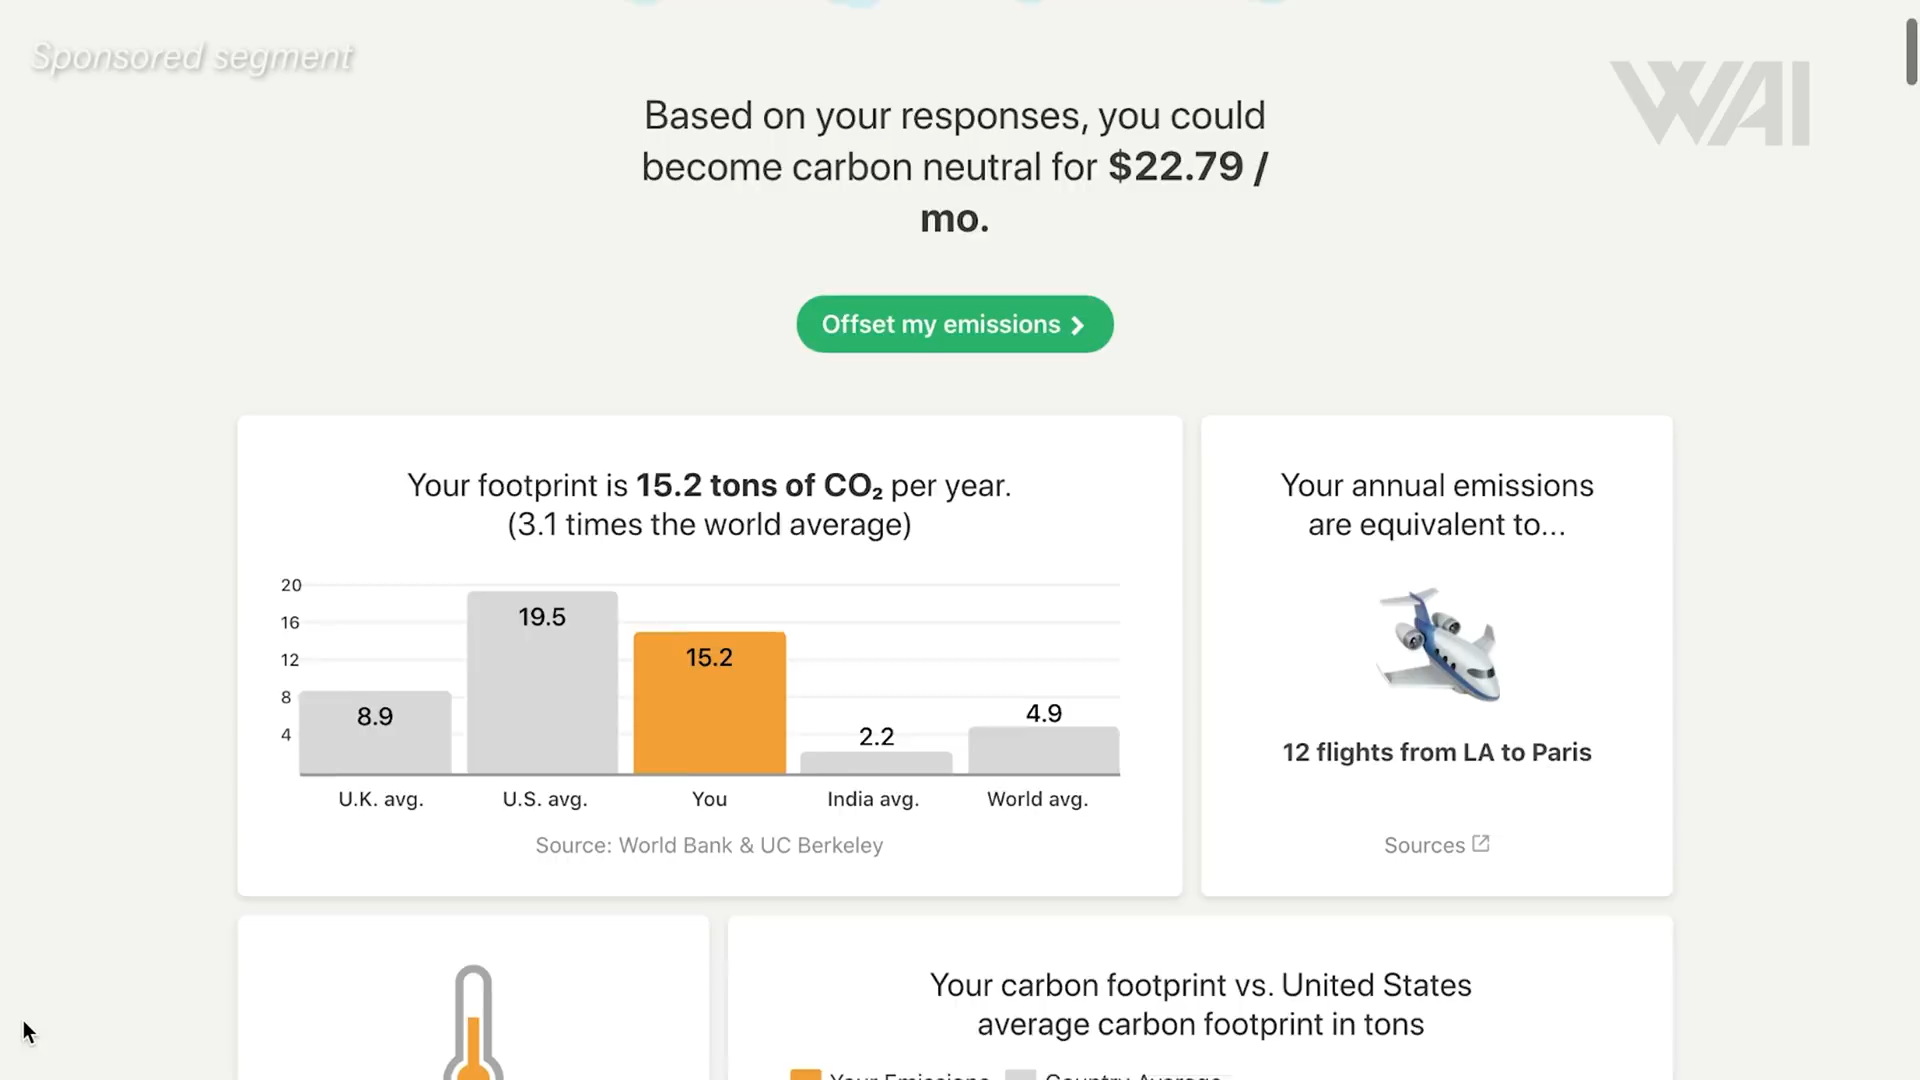 Sponsored segment
WAI
Based on your responses, you could
become carbon neutral for $22.79 /
mo.
Offset my emissions
Your footprint is 15.2 tons of CO₂ per year.
(3.1 times the world average)
20
16
12
8
4
8.9
19.5
15.2
2.2
4.9
U.K. avg.
U.S. avg.
You
India avg.
World avg.
Source: World Bank & UC Berkeley
Your annual emissions
are equivalent to...
12 flights from LA to Paris
Sources
Your carbon footprint vs. United States
average carbon footprint in tons
Your Emissions
Country Average